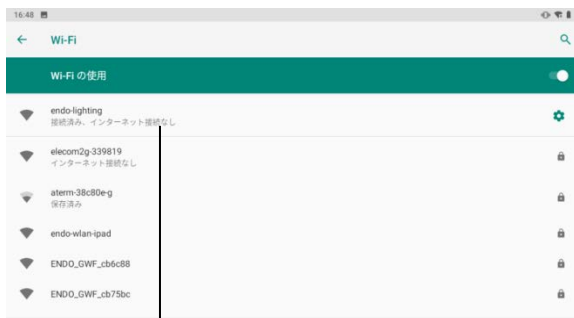 16:48
Wi-Fi
Wi-Fi の使用
endo-lighting
接続済み、インターネット接続なし
elecom2g-339819
インターネット接続なし
aterm-38c80e-g
保存済み
endo-wlan-ipad
ENDO_GWF_cb6c88
ENDO_GWF_cb75bc